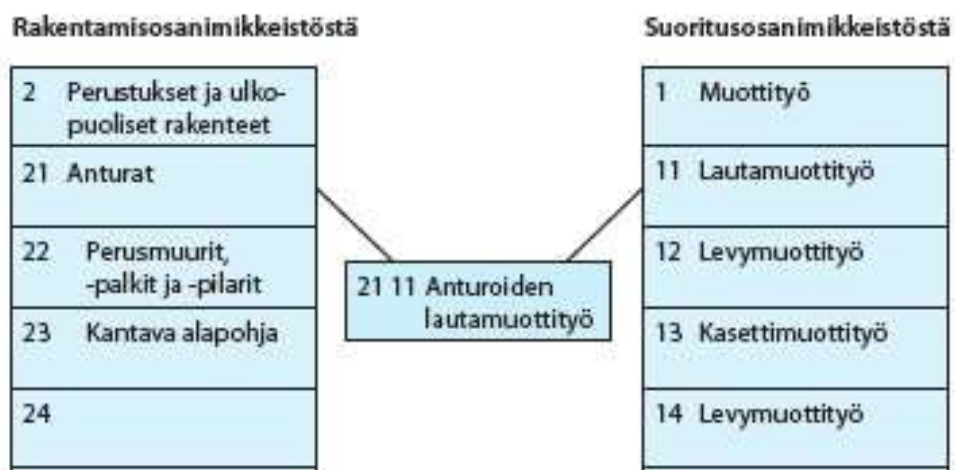 Rakentamisosanimikkeistöstä
2 Perustukset ja ulko-
puoliset rakenteet
21 Anturat
22 Perusmuurit,
-palkit ja -pilarit
23 Kantava alapohja
24
21 11 Anturoiden
lautamuottityö
Suoritusosanimikkeistöstä
1 Muottityö
11 Lautamuottityö
12 Levymuottityö
13 Kasettimuottityö
14 Levymuottityö